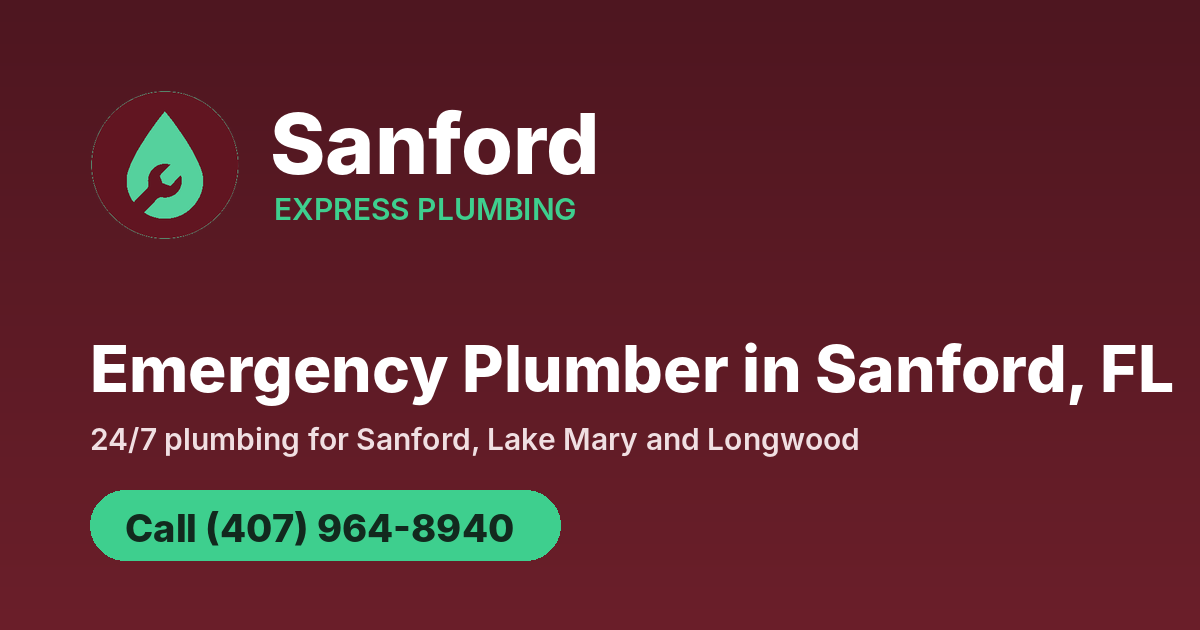 Sanford
EXPRESS PLUMBING
Emergency Plumber in Sanford, FL
24/7 plumbing for Sanford, Lake Mary and Longwood
Call (407) 964-8940